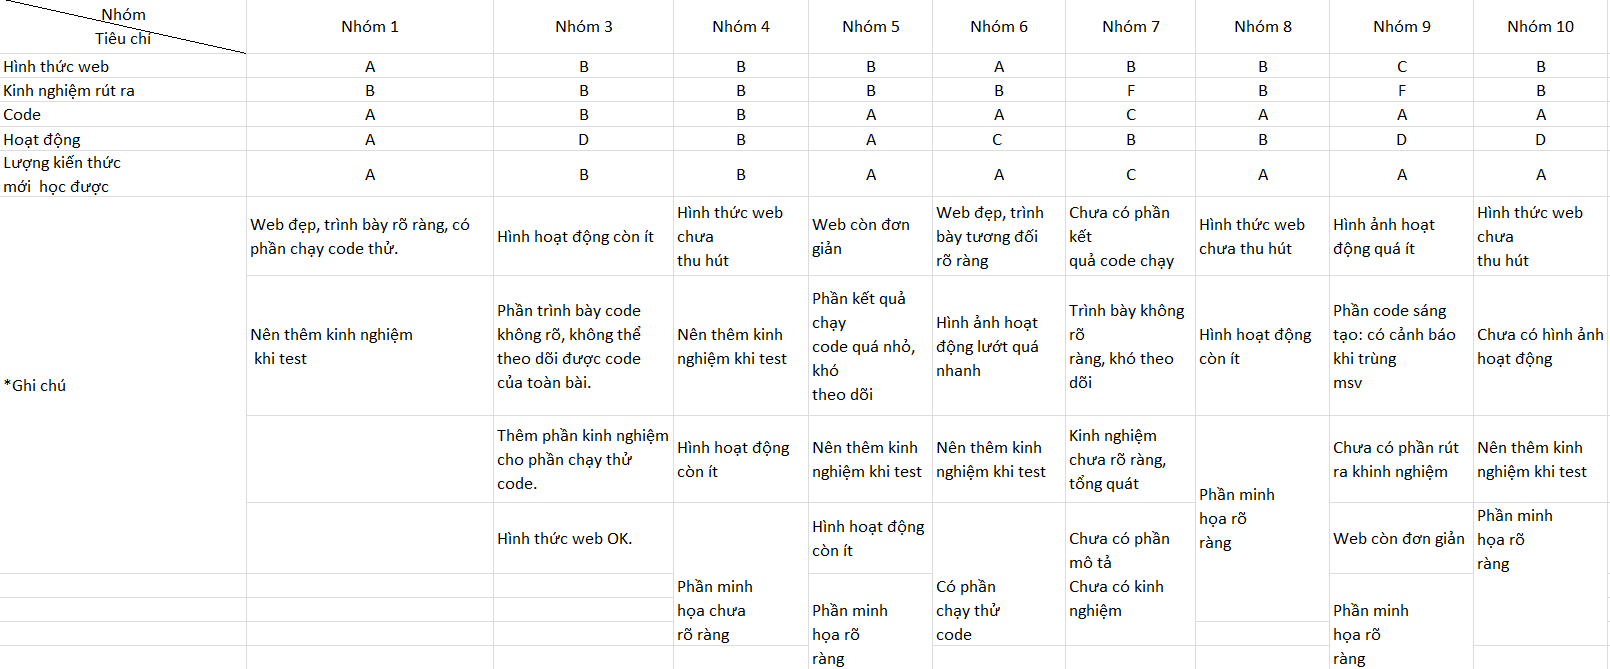 Nhóm
Tiêu chí
Nhóm 1
Nhóm 3
Nhóm 4
Nhóm 5
Nhóm 6
Nhóm 7
Nhóm 8
Nhóm 9
Nhóm 10
Hình thức web
A
B
B
B
A
B
B
C
B
Kinh nghiệm rút ra
B
B
B
B
B
F
B
F
B
Code
A
B
B
A
A
C
A
A
A
Hoạt động
A
D
B
A
C
B
B
D
D
Lượng kiến thức
mới  học được
A
B
B
A
A
C
A
A
A
*Ghi chú
Web đẹp, trình bày rõ ràng, có
phần chạy code thử.
Hình hoạt động còn ít
Hình thức web
chưa
thu hút
Web còn đơn
giản
Web đẹp, trình
bày tương đối
rõ ràng
Chưa có phần
kết
quả code chạy
Hình thức web
chưa thu hút
Hình ảnh hoạt
động quá ít
Hình thức web
chưa
thu hút
Nên thêm kinh nghiệm
khi test
Phần trình bày code
không rõ, không thể
theo dõi được code
của toàn bài.
Nên thêm kinh
nghiệm khi test
Phần kết quả
chạy
code quá nhỏ,
khó
theo dõi
Hình ảnh hoạt
động lướt quá
nhanh
Trình bày không
rõ
ràng, khó theo
dõi
Hình hoạt động
còn ít
Phần code sáng
tạo: có cảnh báo
khi trùng
msv
Chưa có hình ảnh
hoạt động
Thêm phần kinh nghiệm
cho phần chạy thử
code.
Hình hoạt động
còn ít
Nên thêm kinh
nghiệm khi test
Nên thêm kinh
nghiệm khi test
Kinh nghiệm
chưa rõ ràng,
tổng quát
Phần minh
họa rõ
ràng
Chưa có phần rút
ra khinh nghiệm
Nên thêm kinh
nghiệm khi test
Hình thức web OK.
Phần minh
họa chưa
rõ ràng
Hình hoạt động
còn ít
Có phần
chạy thử
code
Chưa có phần
mô tả
Chưa có kinh
nghiệm
Web còn đơn giản
Phần minh
họa rõ
ràng
Phần minh
họa rõ
ràng
Phần minh
họa rõ
ràng